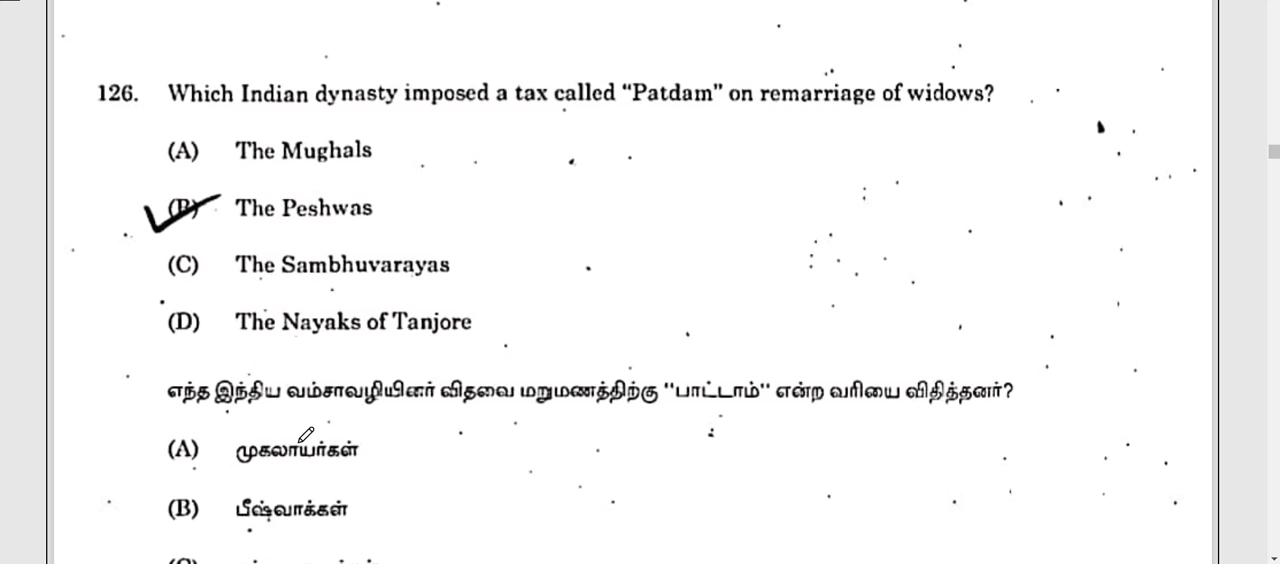 126. Which Indian dynasty imposed a tax called “Patdam” on remarriage of widows?
(A) The Mughals
(B) The Peshwas
(C) The Sambhuvarayas
(D) The Nayaks of Tanjore
எந்த இந்திய வம்சாவழியினர் விதவை மறுமணத்திற்கு "பாட்டாம்" என்ற வரியை விதித்தனர்?
(A) முகலாயர்கள்
(B) பீஷ்வாக்கள்